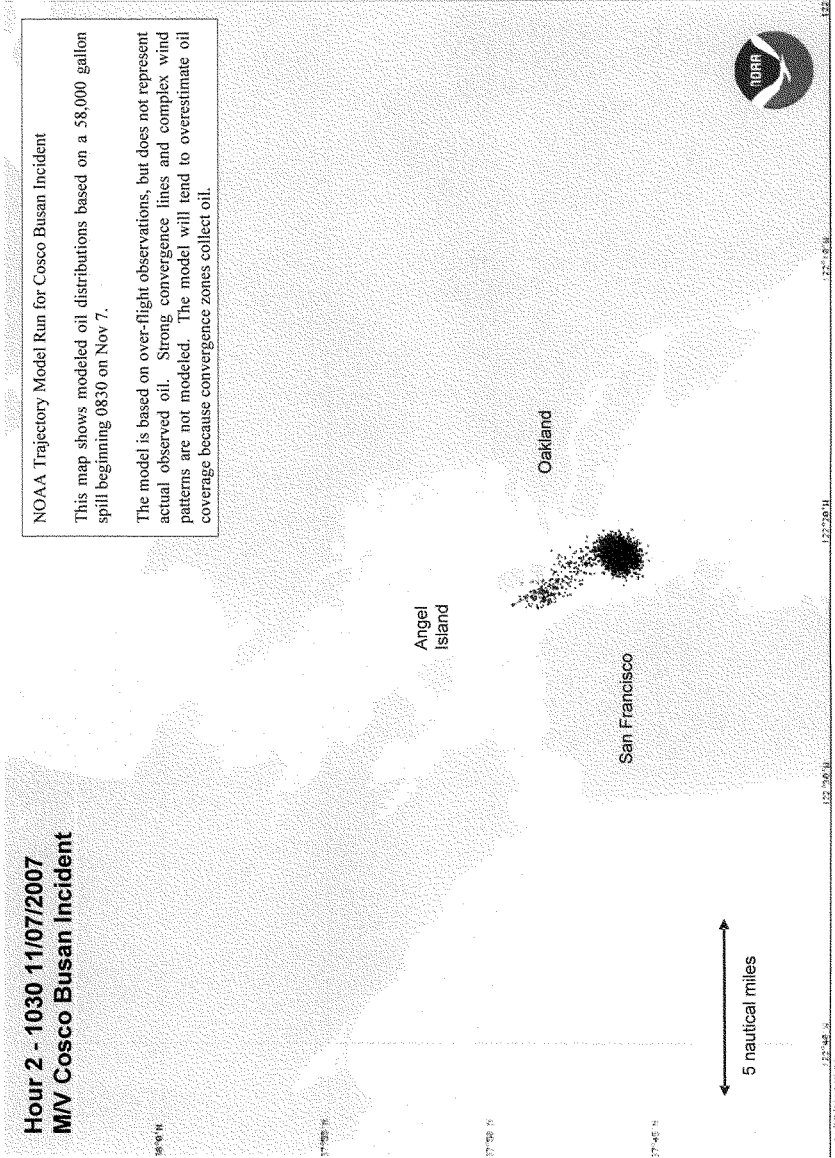 Hour 2 - 1030 11/07/2007
M/V Cosco Busan Incident
NOAA Trajectory Model Run for Cosco Busan Incident
This map shows modeled oil distributions based on a 58,000 gallon
spill beginning 0830 on Nov 7.
The model is based on over-flight observations, but does not represent
actual observed oil. Strong convergence lines and complex wind
patterns are not modeled. The model will tend to overestimate oil
coverage because convergence zones collect oil.
Angel
Island
Oakland
San Francisco
5 nautical miles
NOAA